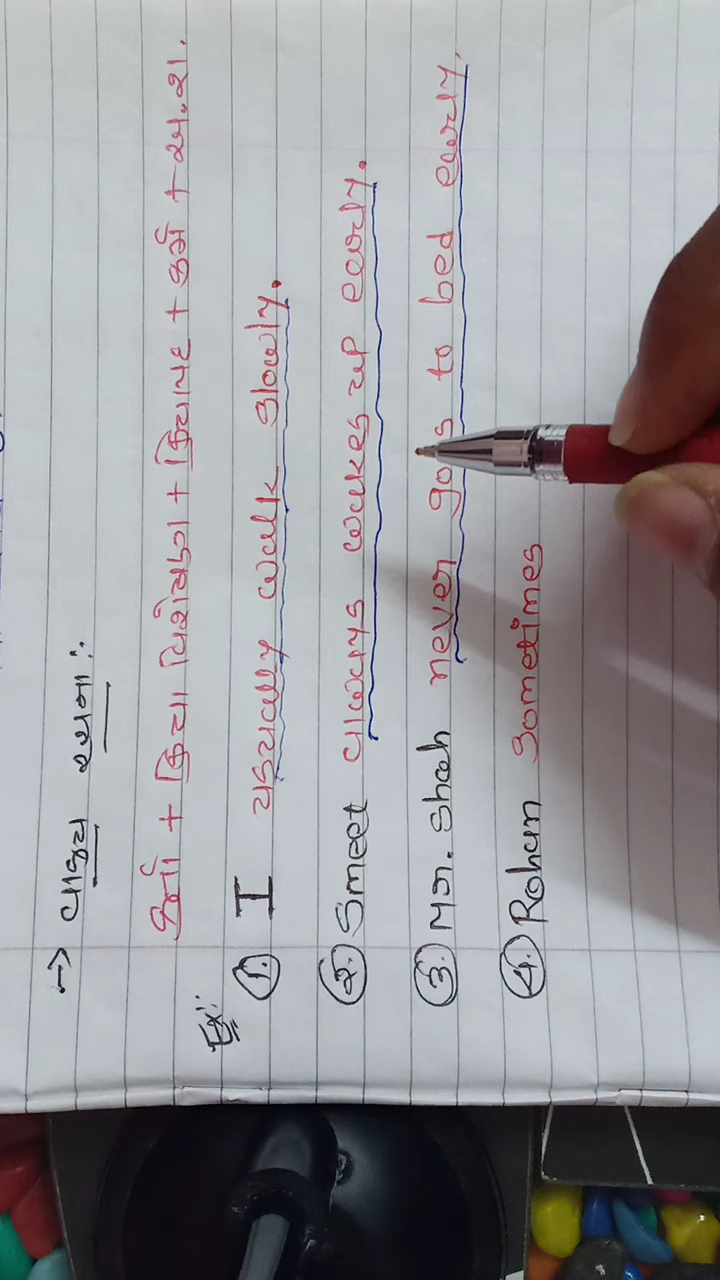 → વાક્ય રચના :
કર્તા + ક્રિયા વિશેષણ + ક્રિયાપદ + કર્મ + સ્થ. શ.
Ex:
1. I usually walk slowly.
2. Smeet always wakes up early.
3. Mr. Shah never goes to bed early.
4. Rohan sometimes